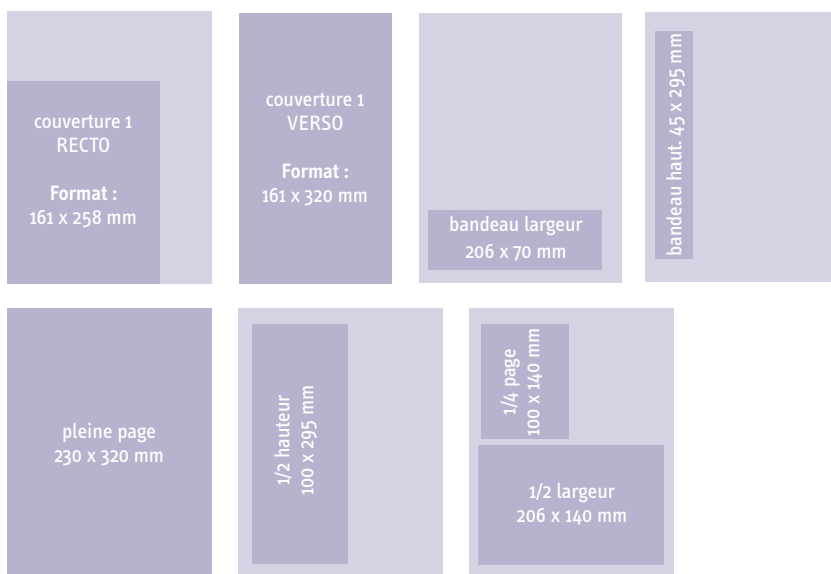 couverture 1
RECTO
Format :
161 x 258 mm
couverture 1
VERSO
Format :
161 x 320 mm
bandeau largeur
206 x 70 mm
bandeau haut. 45 x 295 mm
pleine page
230 x 320 mm
1/2 hauteur
100 x 295 mm
1/4 page
100 x 140 mm
1/2 largeur
206 x 140 mm